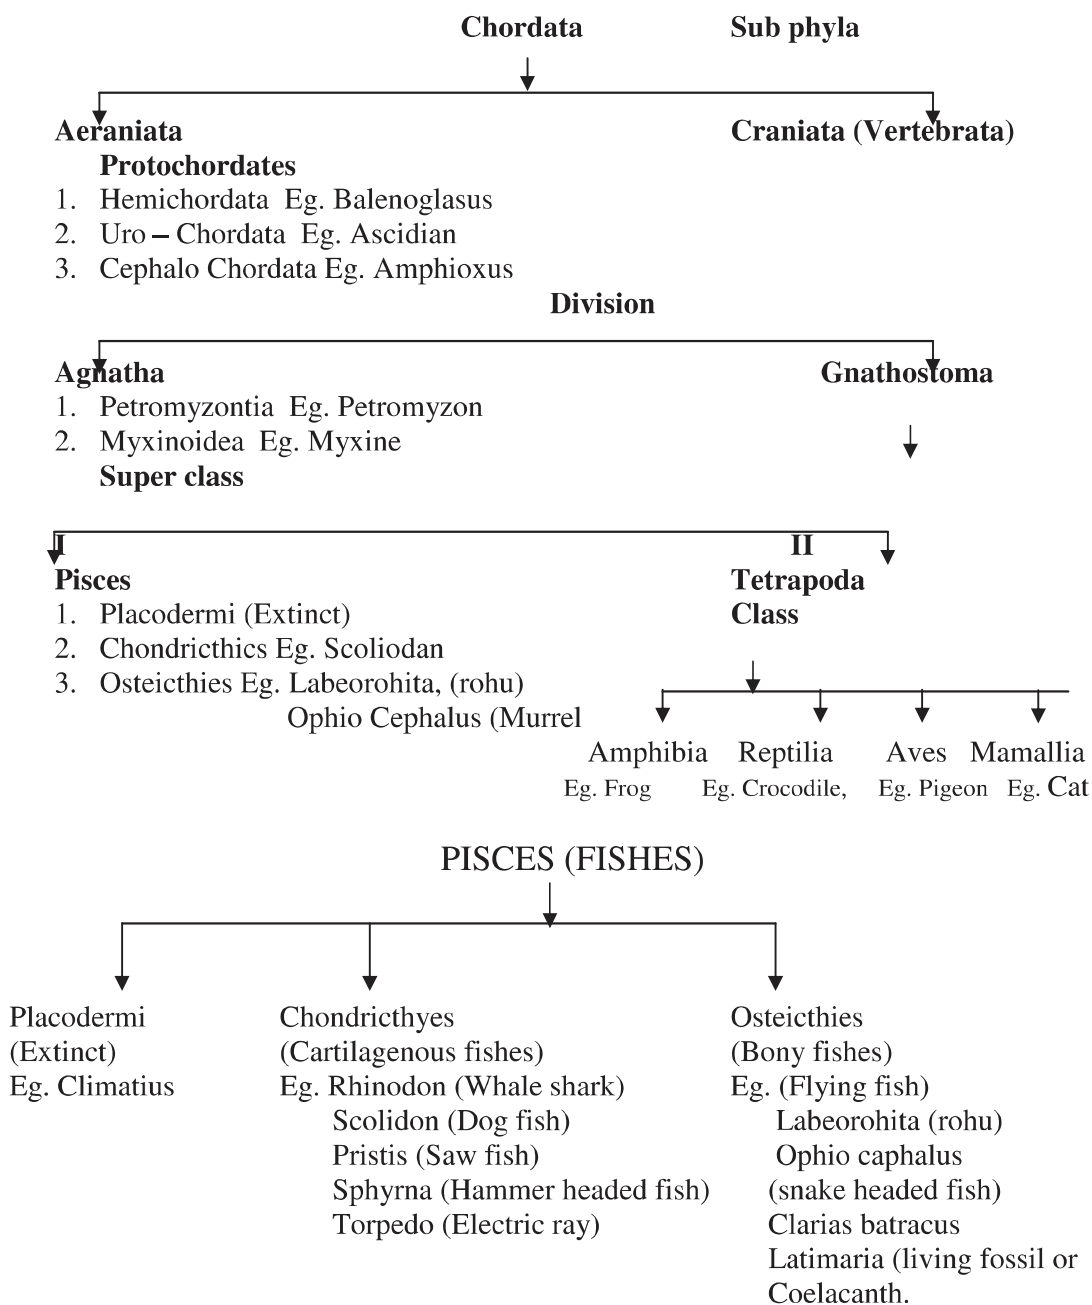 Chordata Sub phyla
Aeraniata Craniata (Vertebrata)
Protochordates
1. Hemichordata Eg. Balenoglasus
2. Uro – Chordata Eg. Ascidian
3. Cephalo Chordata Eg. Amphioxus
Division
Agnatha Gnathostoma
1. Petromyzontia Eg. Petromyzon
2. Myxinoidea Eg. Myxine
Super class
I II
Pisces Tetrapoda
1. Placodermi (Extinct) Class
2. Chondricthics Eg. Scoliodan
3. Osteicthies Eg. Labeorohita, (rohu)
Ophio Cephalus (Murrel
Amphibia Reptilia Aves Mamallia
Eg. Frog Eg. Crocodile, Eg. Pigeon Eg. Cat
PISCES (FISHES)
Placodermi Chondricthyes Osteicthies
(Extinct) (Cartilagenous fishes) (Bony fishes)
Eg. Climatius Eg. Rhinodon (Whale shark) Eg. (Flying fish)
Scolidon (Dog fish) Labeorohita (rohu)
Pristis (Saw fish) Ophio caphalus
Sphyrna (Hammer headed fish) (snake headed fish)
Torpedo (Electric ray) Clarias batracus
Latimaria (living fossil or
Coelacanth.